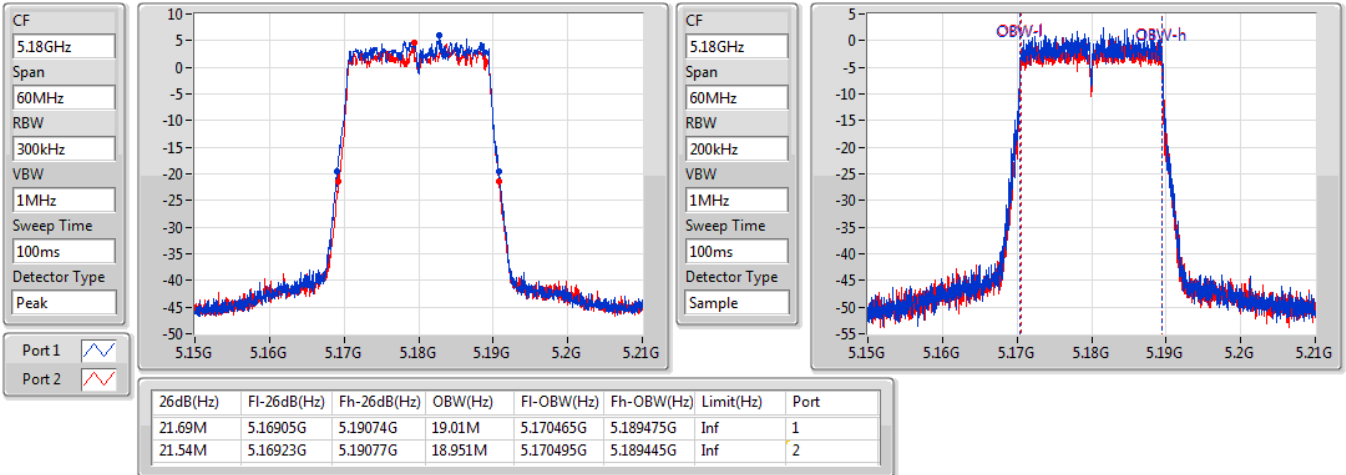 CF
5.18GHz
Span
60MHz
RBW
300kHz
VBW
1MHz
Sweep Time
100ms
Detector Type
Peak
Port 1
Port 2
10
5
0
-5
-10
-15
-20
-25
-30
-35
-40
-45
-50
5.15G 5.16G 5.17G 5.18G 5.19G 5.2G 5.21G
CF
5.18GHz
Span
60MHz
RBW
200kHz
VBW
1MHz
Sweep Time
100ms
Detector Type
Sample
5
0
-5
-10
-15
-20
-25
-30
-35
-40
-45
-50
-55
OBW-l OBW-h
5.15G 5.16G 5.17G 5.18G 5.19G 5.2G 5.21G
26dB(Hz) Fl-26dB(Hz) Fh-26dB(Hz) OBW(Hz) Fl-OBW(Hz) Fh-OBW(Hz) Limit(Hz) Port
21.69M 5.16905G 5.19074G 19.01M 5.170465G 5.189475G Inf 1
21.54M 5.16923G 5.19077G 18.951M 5.170495G 5.189445G Inf 2